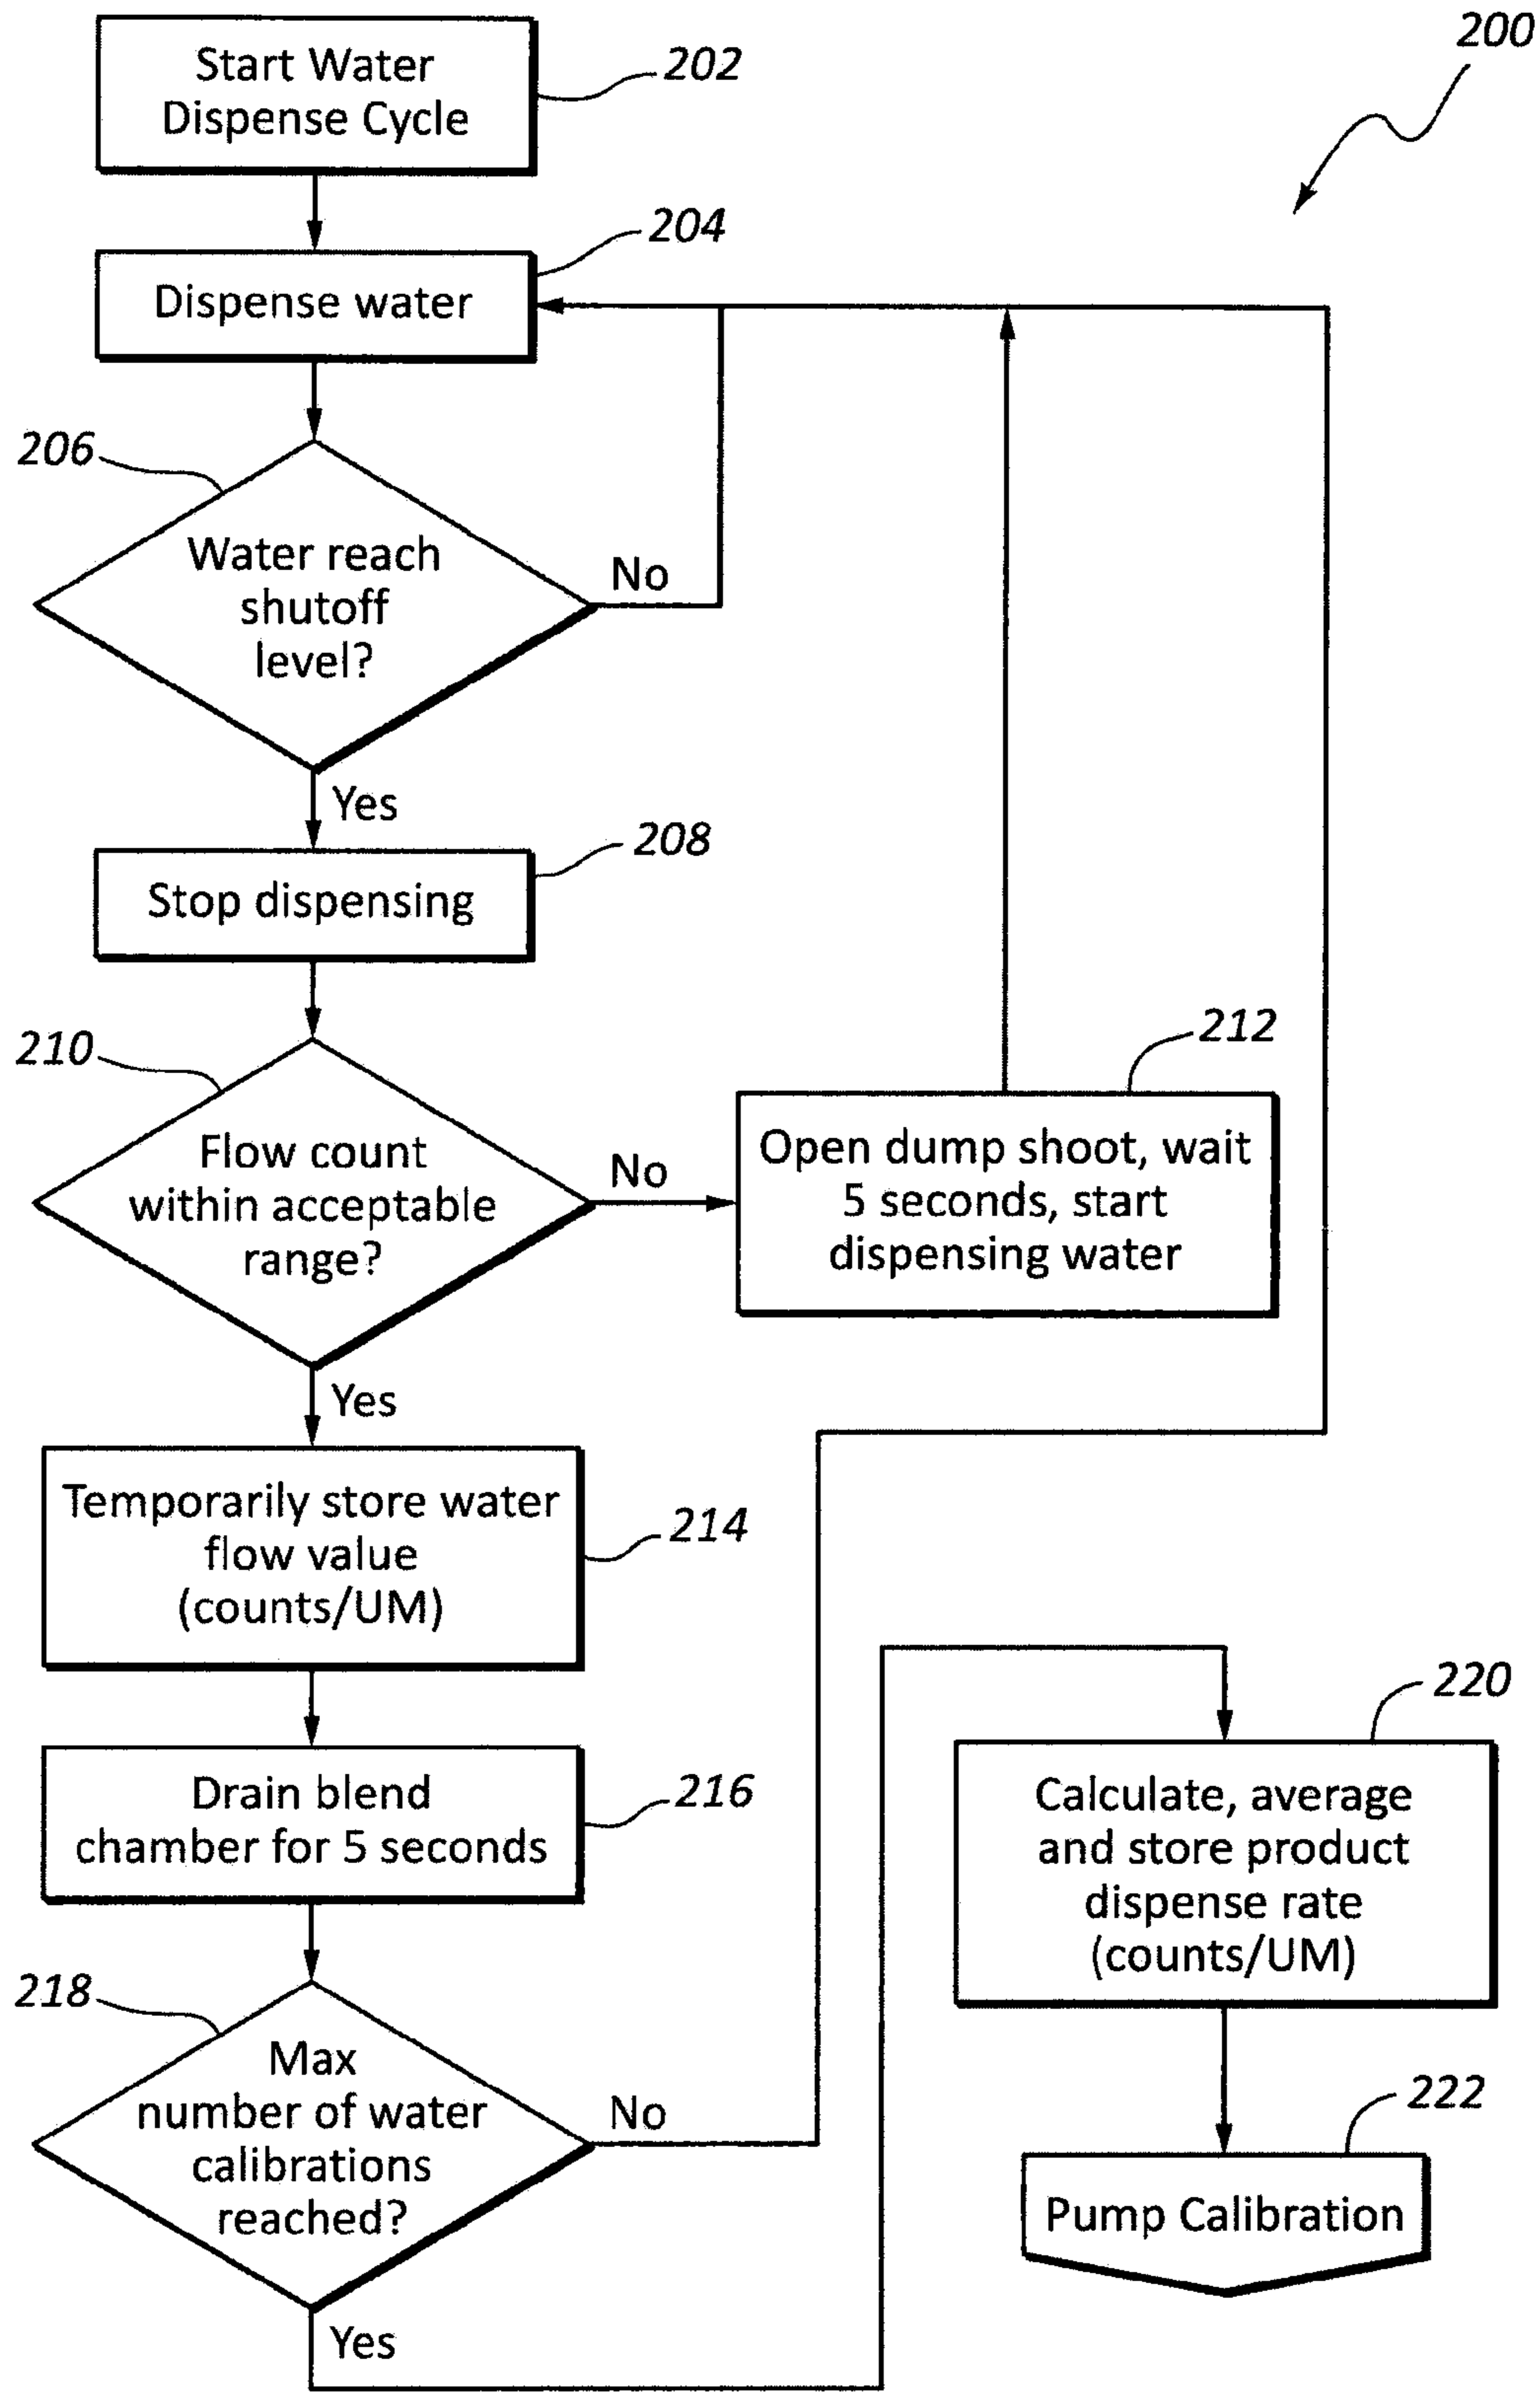 200
Start Water
Dispense Cycle
202
204
Dispense water
206
Water reach
shutoff
level?
No
Yes
208
Stop dispensing
210
Flow count
within acceptable
range?
No
212
Open dump shoot, wait
5 seconds, start
dispensing water
Yes
Temporarily store water
flow value
(counts/UM)
214
Drain blend
chamber for 5 seconds
216
218
Max
number of water
calibrations
reached?
No
Yes
220
Calculate, average
and store product
dispense rate
(counts/UM)
222
Pump Calibration